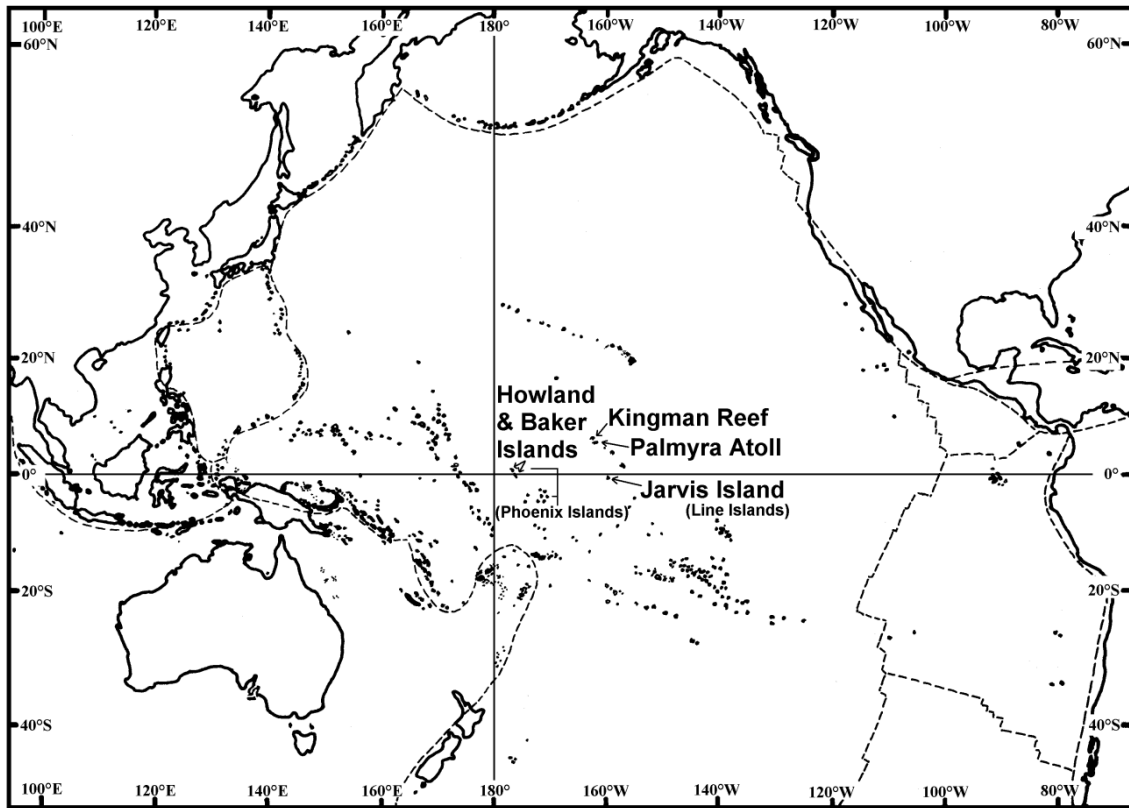 100°E 120°E 140°E 160°E 180° 160°W 140°W 120°W 100°W 80°W
60°N 60°N
40°N 40°N
20°N 20°N
Howland
& Baker
Islands
Kingman Reef
Palmyra Atoll
0° 0°
Jarvis Island
(Phoenix Islands) (Line Islands)
20°S 20°S
40°S 40°S
100°E 120°E 140°E 160°E 180° 160°W 140°W 120°W 100°W 80°W